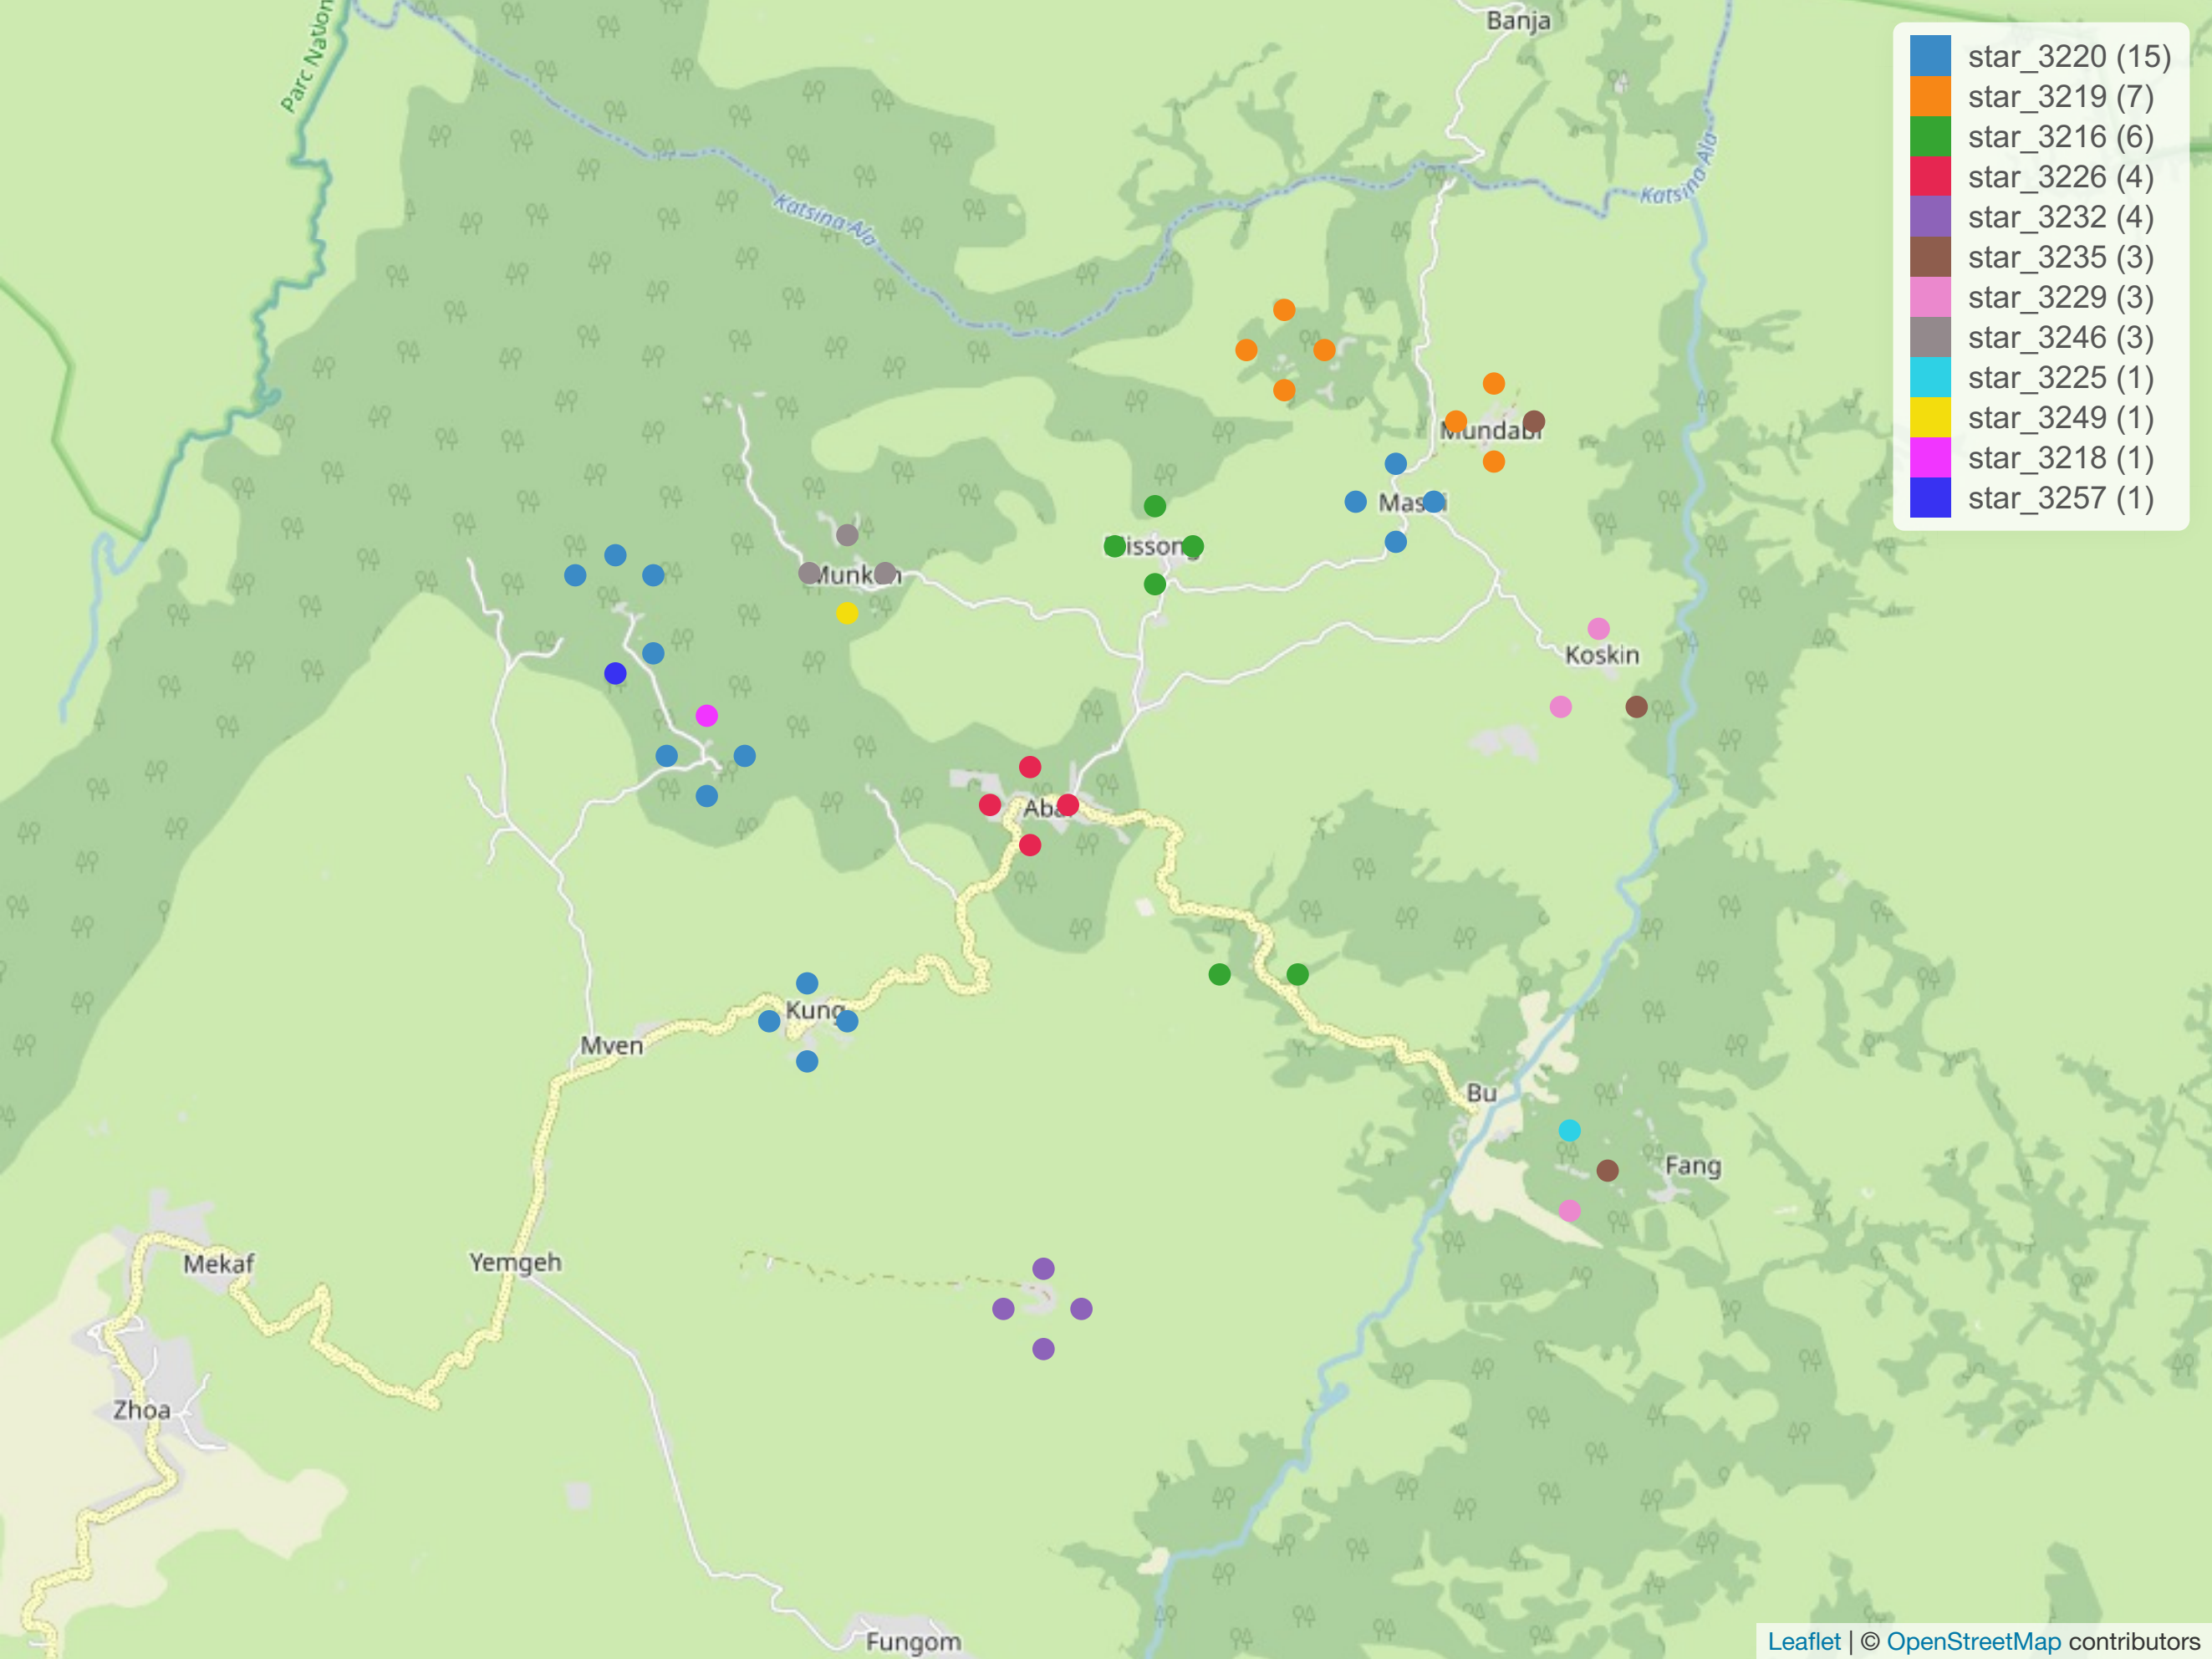 Banja
Parc Nation
star_3220 (15)
star_3219 (7)
star_3216 (6)
star_3226 (4)
star_3232 (4)
star_3235 (3)
star_3229 (3)
star_3246 (3)
star_3225 (1)
star_3249 (1)
star_3218 (1)
star_3257 (1)
Katsina-Ala
Katsina Ala
Mundabi
Koskin
Kung
Mven
Bu
Fang
Mekaf
Yemgeh
Zhoa
Fungom
Leaflet | © OpenStreetMap contributors